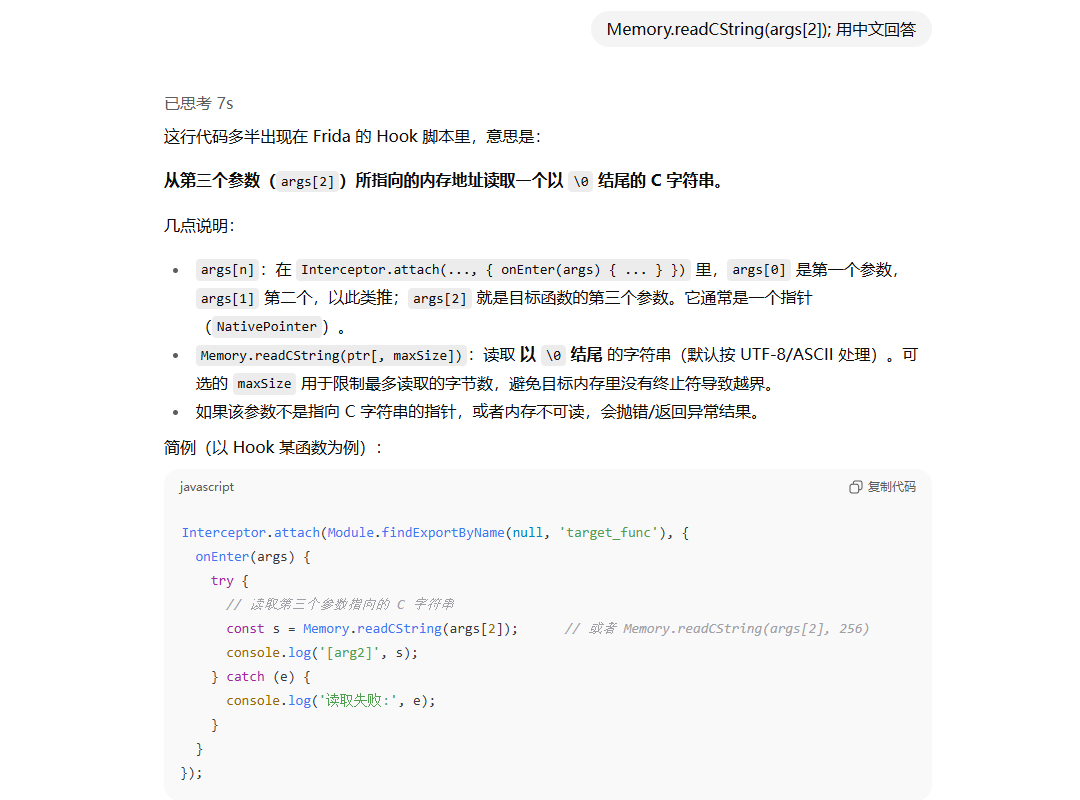 Memory.readCString(args[2]); 用中文回答
已思考 7s
这行代码多半出现在 Frida 的 Hook 脚本里，意思是：
从第三个参数（args[2]）所指向的内存地址读取一个以 \0 结尾的 C 字符串。
几点说明：
• args[n]：在 Interceptor.attach(..., { onEnter(args) { ... } }) 里，args[0] 是第一个参数，
args[1] 第二个，以此类推；args[2] 就是目标函数的第三个参数。它通常是一个指针
（NativePointer）。
• Memory.readCString(ptr[, maxSize])：读取 以 \0 结尾 的字符串（默认按 UTF-8/ASCII 处理）。可
选的 maxSize 用于限制最多读取的字节数，避免目标内存里没有终止符导致越界。
• 如果该参数不是指向 C 字符串的指针，或者内存不可读，会抛错/返回异常结果。
简例（以 Hook 某函数为例）：
javascript 复制代码
Interceptor.attach(Module.findExportByName(null, 'target_func'), {
  onEnter(args) {
    try {
      // 读取第三个参数指向的 C 字符串
      const s = Memory.readCString(args[2]);      // 或者 Memory.readCString(args[2], 256)
      console.log('[arg2]', s);
    } catch (e) {
      console.log('读取失败:', e);
    }
  }
});